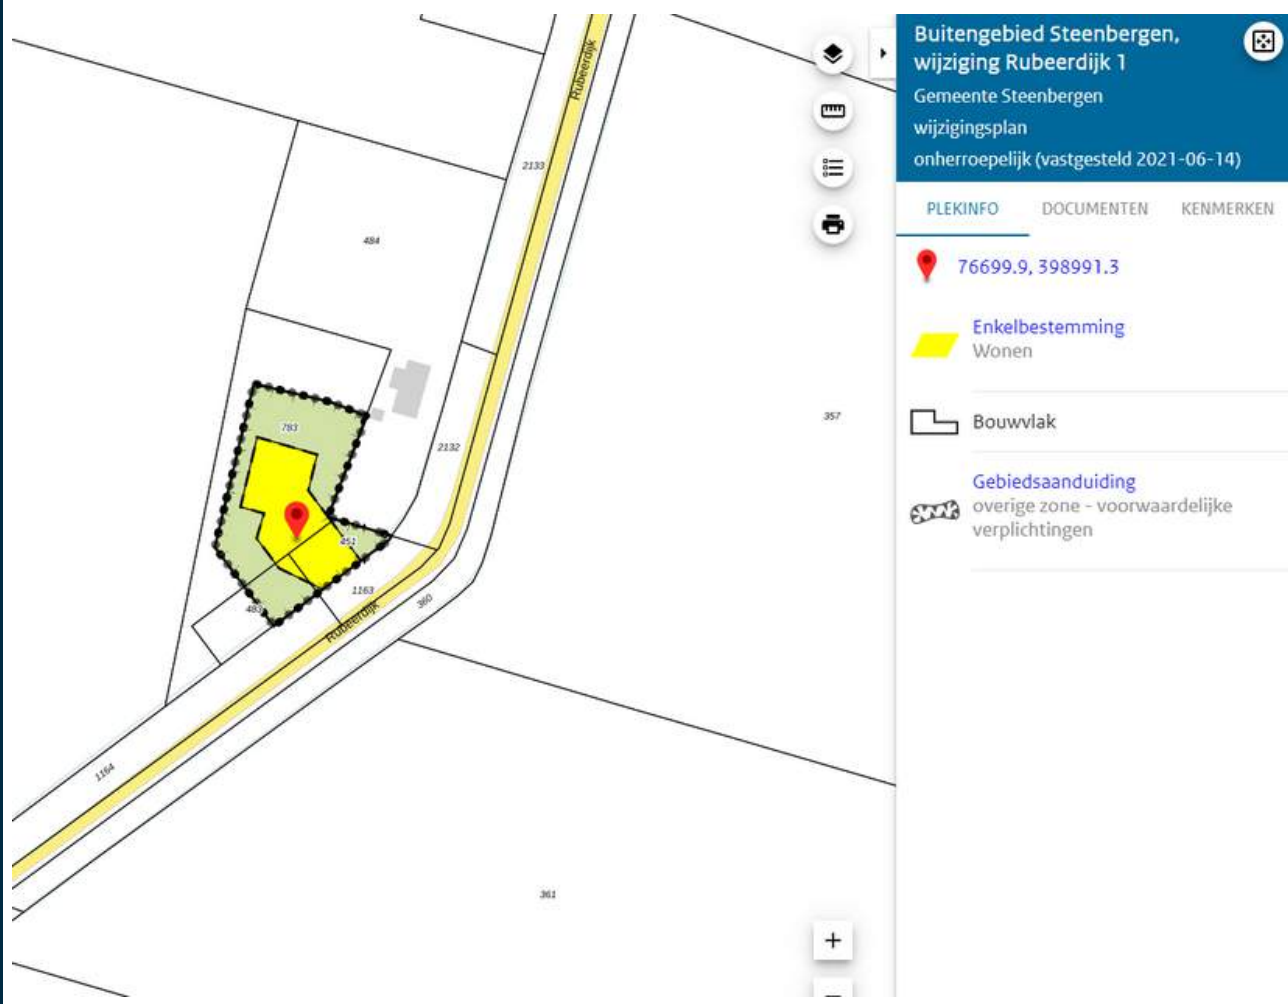 Rubeerdijk
2133
484
357
783
2132
451
1163
483
360
Rubeerdijk
1164
361
Buitengebied Steenbergen,
wijziging Rubeerdijk 1
Gemeente Steenbergen
wijzigingsplan
onherroepelijk (vastgesteld 2021-06-14)
PLEKINFO DOCUMENTEN KENMERKEN
76699.9, 398991.3
Enkelbestemming
Wonen
Bouwvlak
Gebiedsaanduiding
overige zone - voorwaardelijke
verplichtingen